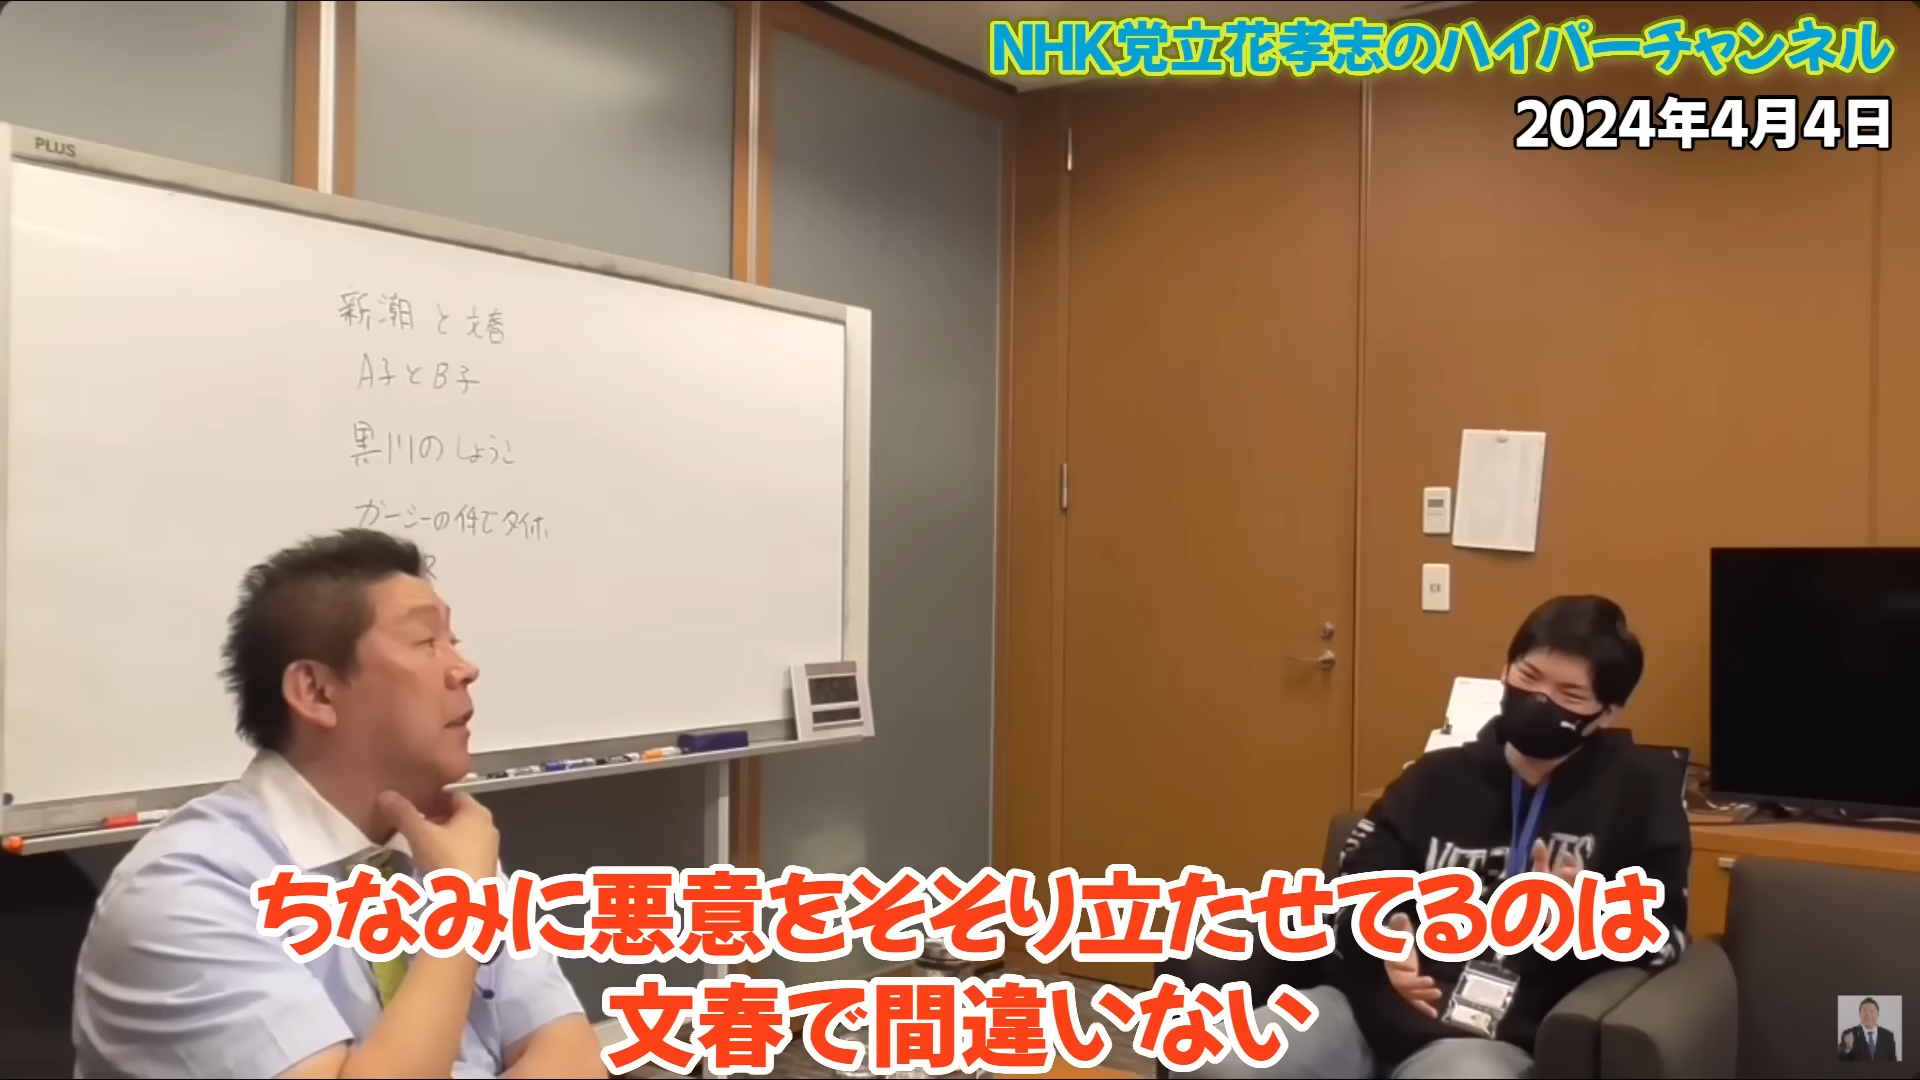 NHK党立花孝志のハイパーチャンネル
2024年4月4日
PLUS
新潮と文春
A子とB子
黒川のしょうこ
ガーシーの件でタイホ
ちなみに悪意をそそり立たせてるのは
文春で間違いない